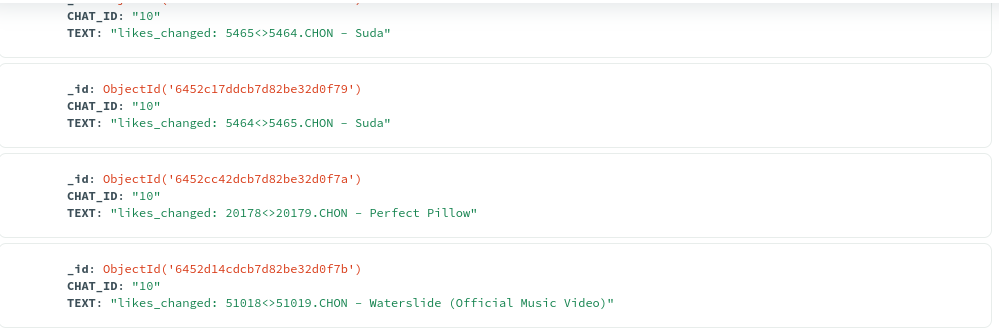 CHAT_ID: "10"
TEXT: "likes_changed: 5465<>5464.CHON – Suda"
_id: ObjectId('6452c17ddcb7d82be32d0f79')
CHAT_ID: "10"
TEXT: "likes_changed: 5464<>5465.CHON – Suda"
_id: ObjectId('6452cc42dcb7d82be32d0f7a')
CHAT_ID: "10"
TEXT: "likes_changed: 20178<>20179.CHON – Perfect Pillow"
_id: ObjectId('6452d14cdcb7d82be32d0f7b')
CHAT_ID: "10"
TEXT: "likes_changed: 51018<>51019.CHON – Waterslide (Official Music Video)"